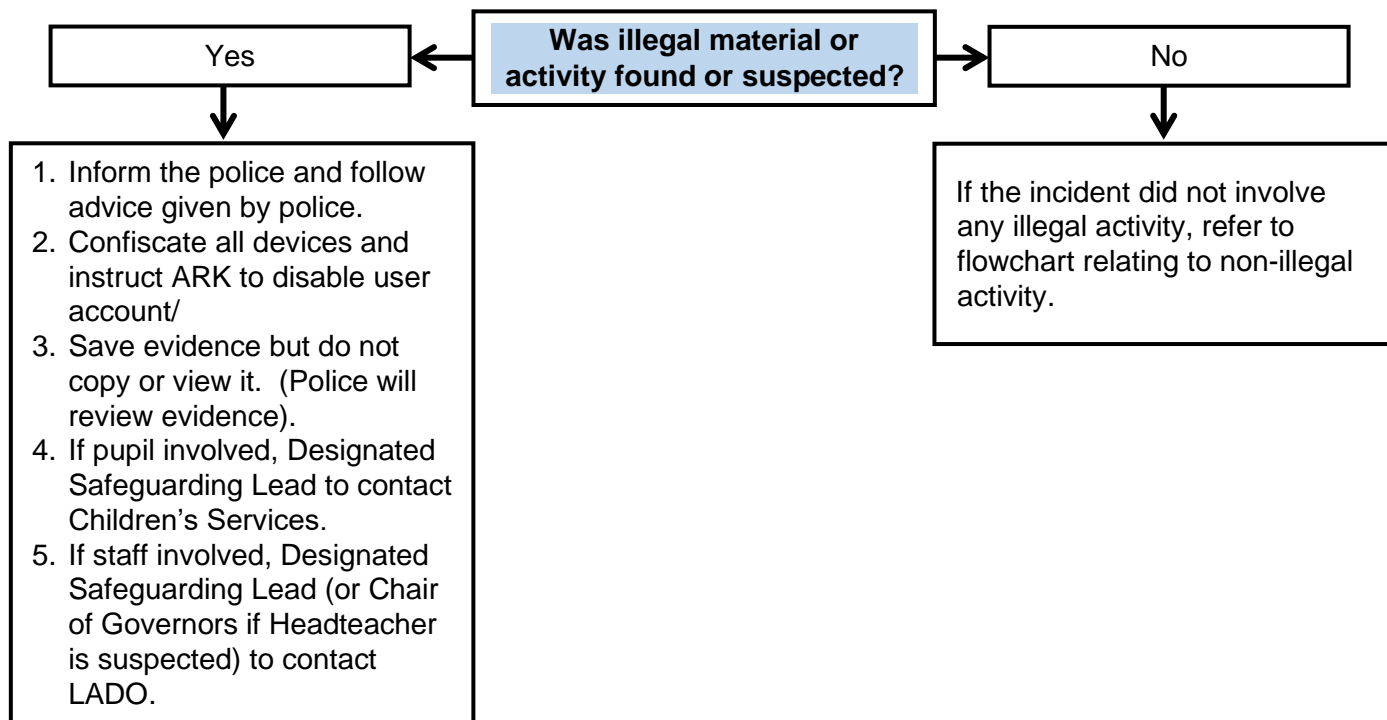 Yes
Was illegal material or
activity found or suspected?
No
1. Inform the police and follow
advice given by police.
2. Confiscate all devices and
instruct ARK to disable user
account/
3. Save evidence but do not
copy or view it.  (Police will
review evidence).
4. If pupil involved, Designated
Safeguarding Lead to contact
Children’s Services.
5. If staff involved, Designated
Safeguarding Lead (or Chair
of Governors if Headteacher
is suspected) to contact
LADO.
If the incident did not involve
any illegal activity, refer to
flowchart relating to non-illegal
activity.